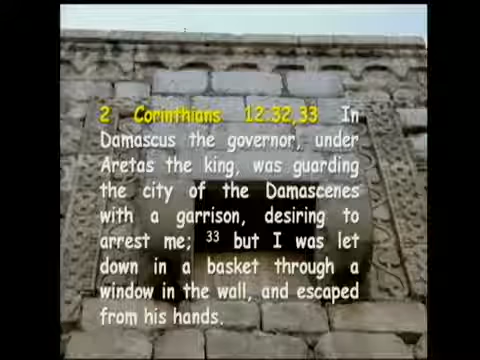 2 Corinthians 12.32,33 In
Damascus the governor, under
Aretas the king, was guarding
the city of the Damascenes
with a garrison, desiring to
arrest me; 33 but I was let
down in a basket through a
window in the wall, and escaped
from his hands.